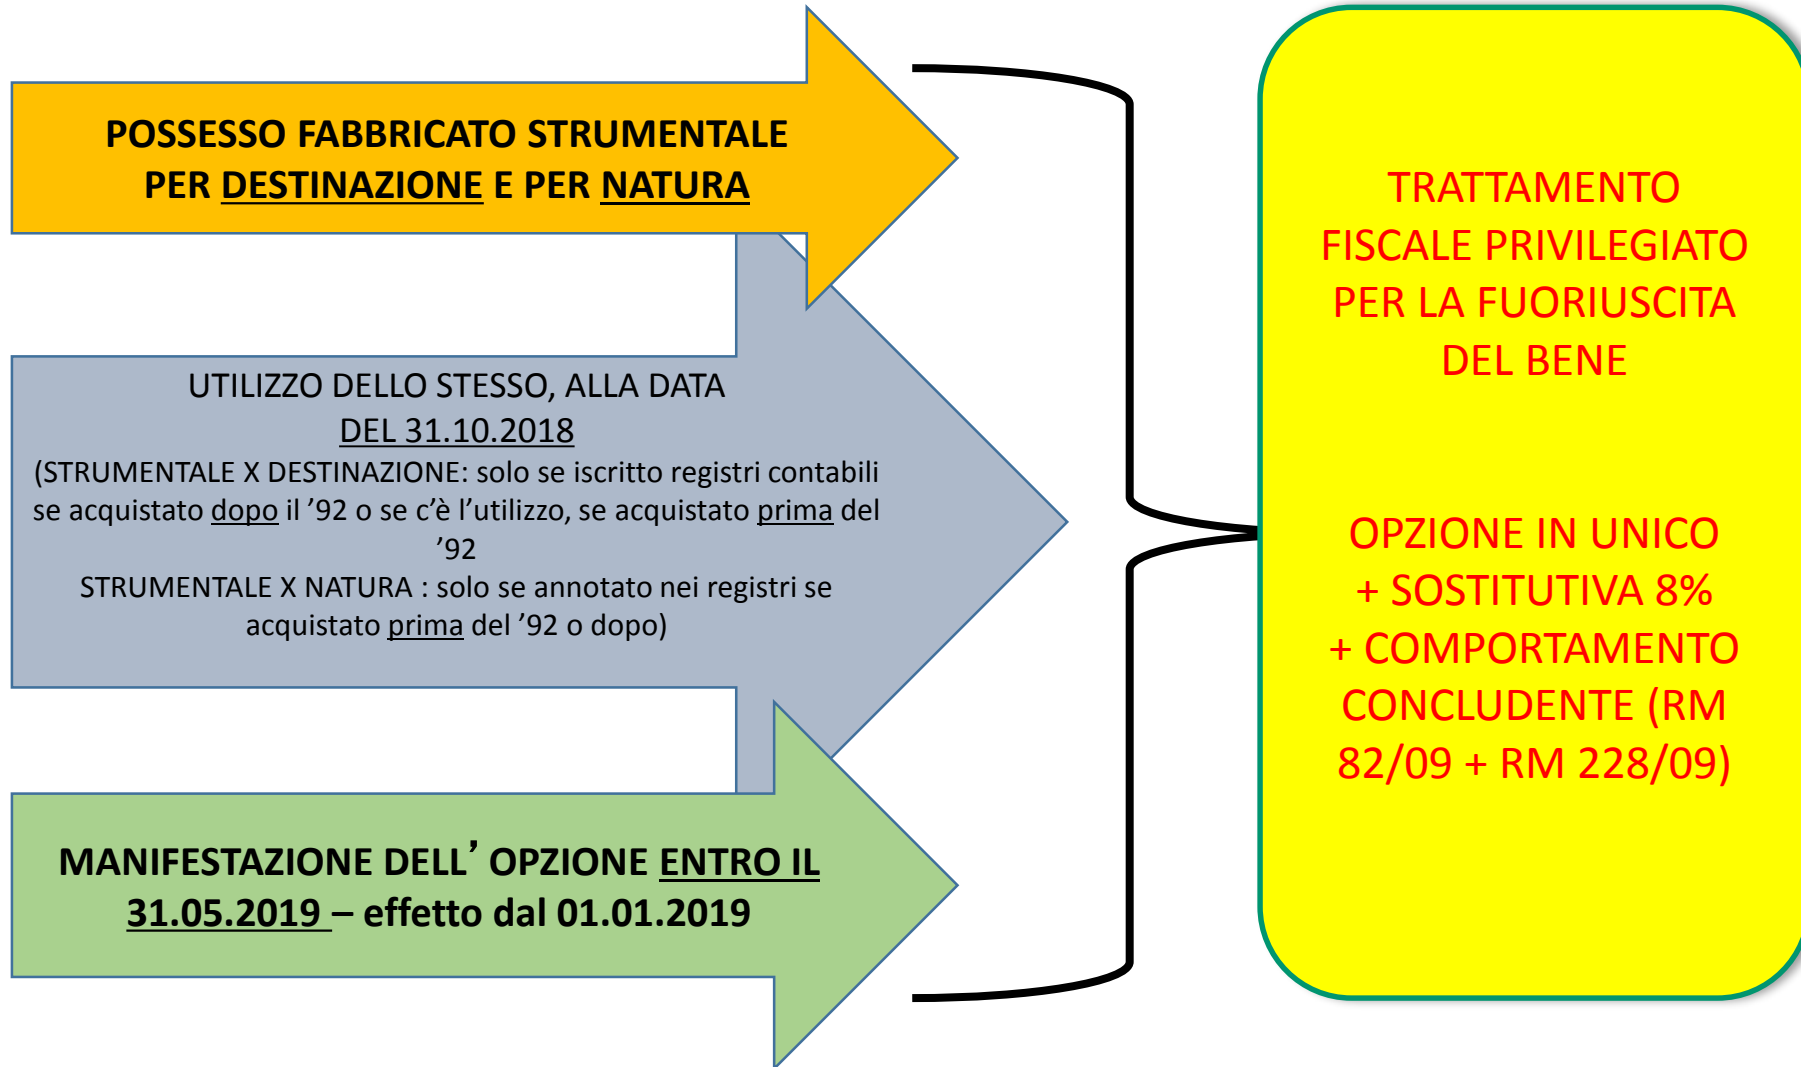 POSSESSO FABBRICATO STRUMENTALE
PER DESTINAZIONE E PER NATURA
UTILIZZO DELLO STESSO, ALLA DATA
DEL 31.10.2018
(STRUMENTALE X DESTINAZIONE: solo se iscritto registri contabili
se acquistato dopo il ’92 o se c’è l’utilizzo, se acquistato prima del
’92
STRUMENTALE X NATURA : solo se annotato nei registri se
acquistato prima del ’92 o dopo)
MANIFESTAZIONE DELL’ OPZIONE ENTRO IL
31.05.2019 – effetto dal 01.01.2019
TRATTAMENTO
FISCALE PRIVILEGIATO
PER LA FUORIUSCITA
DEL BENE
OPZIONE IN UNICO
+ SOSTITUTIVA 8%
+ COMPORTAMENTO
CONCLUDENTE (RM
82/09 + RM 228/09)